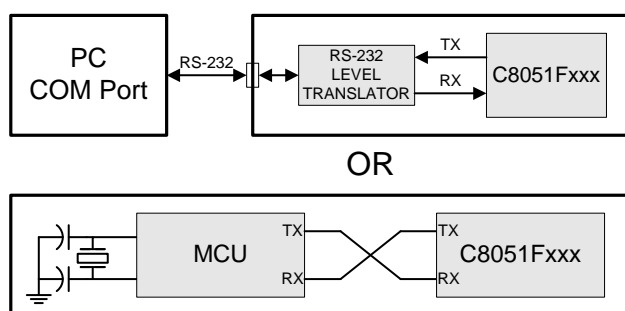 PC
COM Port
RS-232
RS-232
LEVEL
TRANSLATOR
TX
RX
C8051Fxxx
OR
MCU
TX
RX
TX
RX
C8051Fxxx